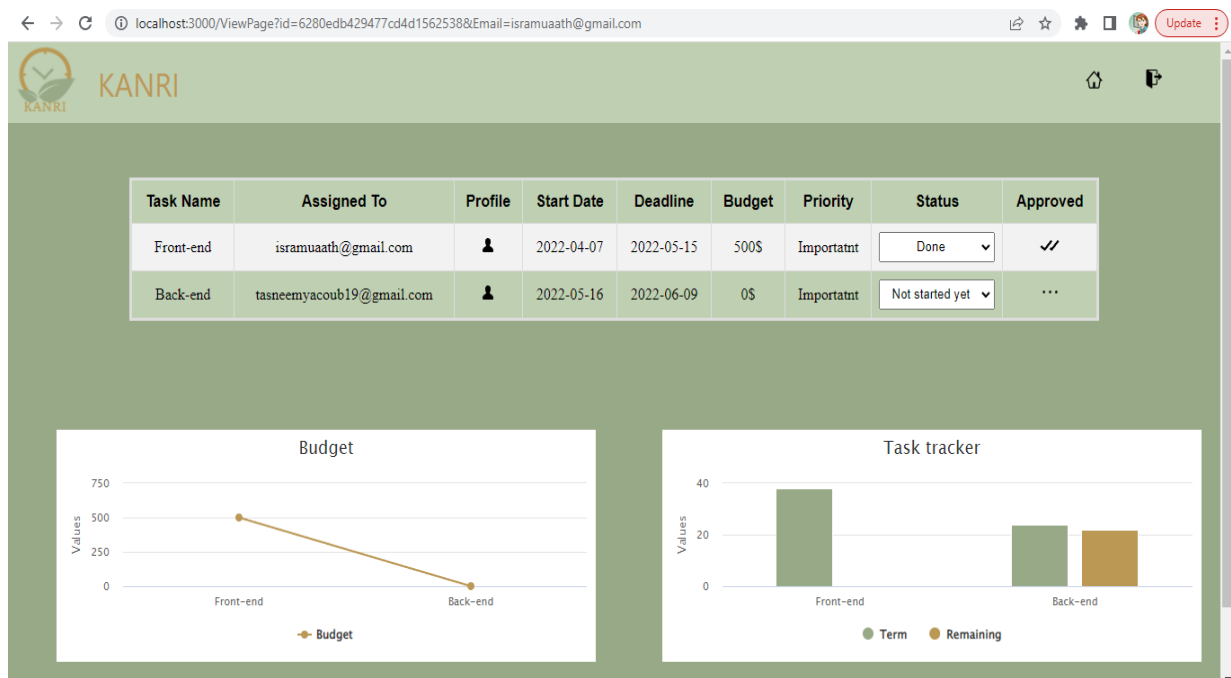 localhost:3000/ViewPage?id=6280edb429477cd4d1562538&Email=isramuaath@gmail.com Update
KANRI KANRI
Task Name Assigned To Profile Start Date Deadline Budget Priority Status Approved
Front-end isramuaath@gmail.com 2022-04-07 2022-05-15 500$ Importatnt Done
Back-end tasneemyacoub19@gmail.com 2022-05-16 2022-06-09 0$ Importatnt Not started yet
Budget
Values
750
500
250
0
Front-end Back-end
Budget
Task tracker
Values
40
20
0
Front-end Back-end
Term Remaining